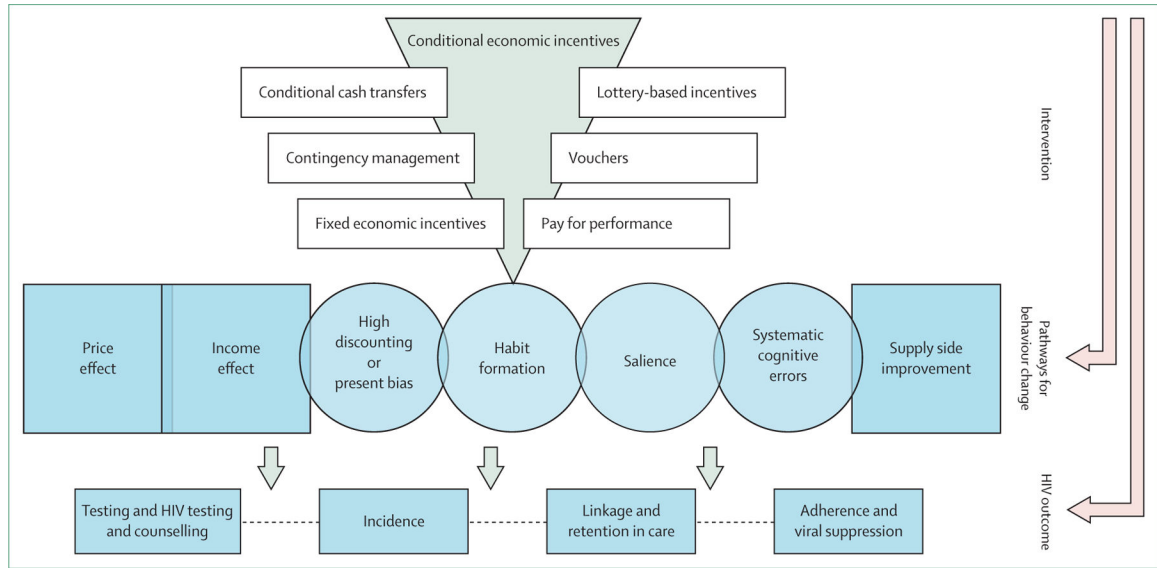 Conditional economic incentives
Conditional cash transfers
Lottery-based incentives
Contingency management
Vouchers
Fixed economic incentives
Pay for performance
Intervention
Price
effect
Income
effect
High
discounting
or
present bias
Habit
formation
Salience
Systematic
cognitive
errors
Supply side
improvement
Pathways for
behaviour change
Testing and HIV testing
and counselling
Incidence
Linkage and
retention in care
Adherence and
viral suppression
HIV outcome